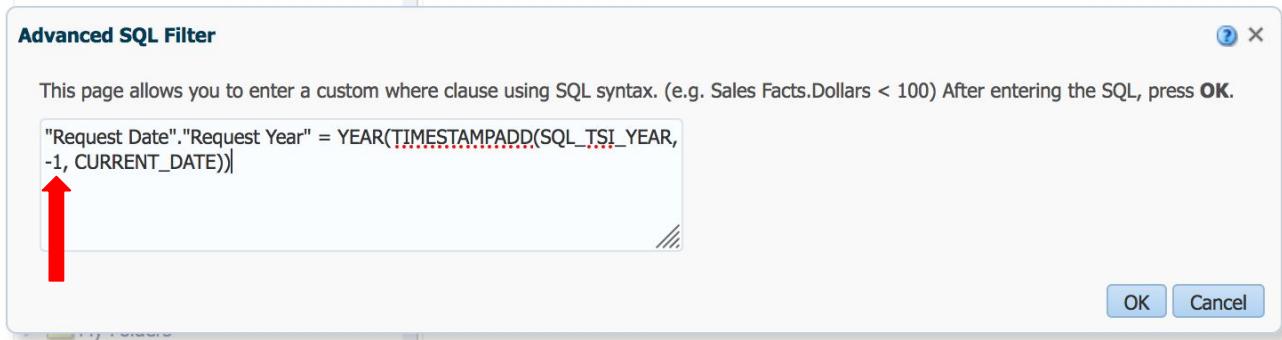 Advanced SQL Filter
This page allows you to enter a custom where clause using SQL syntax. (e.g. Sales Facts.Dollars < 100) After entering the SQL, press OK.
"Request Date"."Request Year" = YEAR(TIMESTAMPADD(SQL_TSI_YEAR,
-1, CURRENT_DATE))
OK Cancel